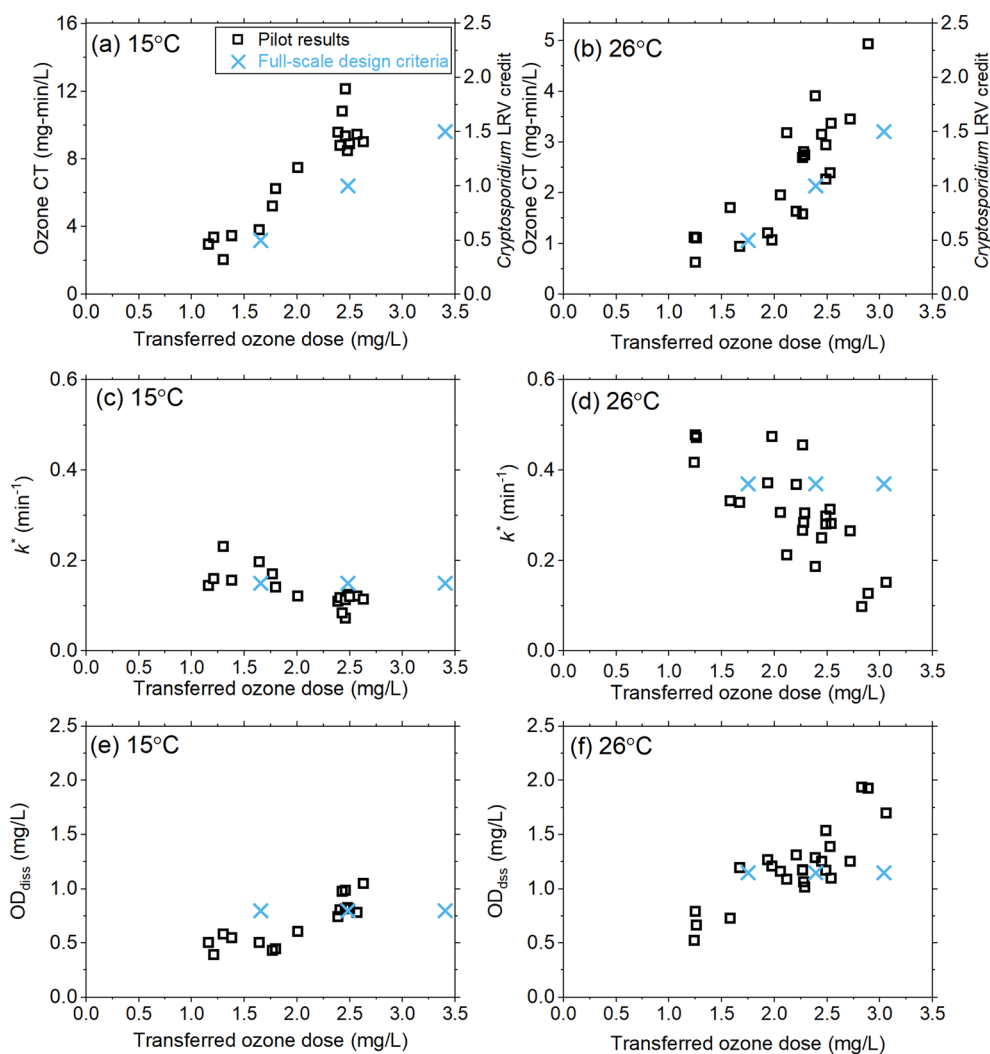 (a) 15°C
Pilot results
Full-scale design criteria
Ozone CT (mg-min/L)
16
12
8
4
0
2.5
2.0
1.5
1.0
0.5
0.0
Cryptosporidium LRV credit
0.0 0.5 1.0 1.5 2.0 2.5 3.0 3.5
Transferred ozone dose (mg/L)
(b) 26°C
Ozone CT (mg-min/L)
5
4
3
2
1
0
2.5
2.0
1.5
1.0
0.5
0.0
Cryptosporidium LRV credit
0.0 0.5 1.0 1.5 2.0 2.5 3.0 3.5
Transferred ozone dose (mg/L)
(c) 15°C
k* (min⁻¹)
0.6
0.4
0.2
0.0
0.0 0.5 1.0 1.5 2.0 2.5 3.0 3.5
Transferred ozone dose (mg/L)
(d) 26°C
k* (min⁻¹)
0.6
0.4
0.2
0.0
0.0 0.5 1.0 1.5 2.0 2.5 3.0 3.5
Transferred ozone dose (mg/L)
(e) 15°C
ODdiss (mg/L)
2.5
2.0
1.5
1.0
0.5
0.0
0.0 0.5 1.0 1.5 2.0 2.5 3.0 3.5
Transferred ozone dose (mg/L)
(f) 26°C
ODdss (mg/L)
2.5
2.0
1.5
1.0
0.5
0.0
0.0 0.5 1.0 1.5 2.0 2.5 3.0 3.5
Transferred ozone dose (mg/L)